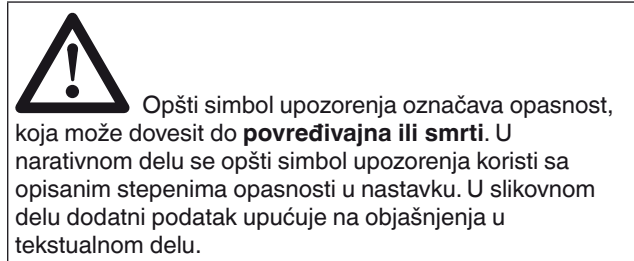 Opšti simbol upozorenja označava opasnost,
koja može dovesit do povređivajna ili smrti. U
narativnom delu se opšti simbol upozorenja koristi sa
opisanim stepenima opasnosti u nastavku. U slikovnom
delu dodatni podatak upućuje na objašnjenja u
tekstualnom delu.